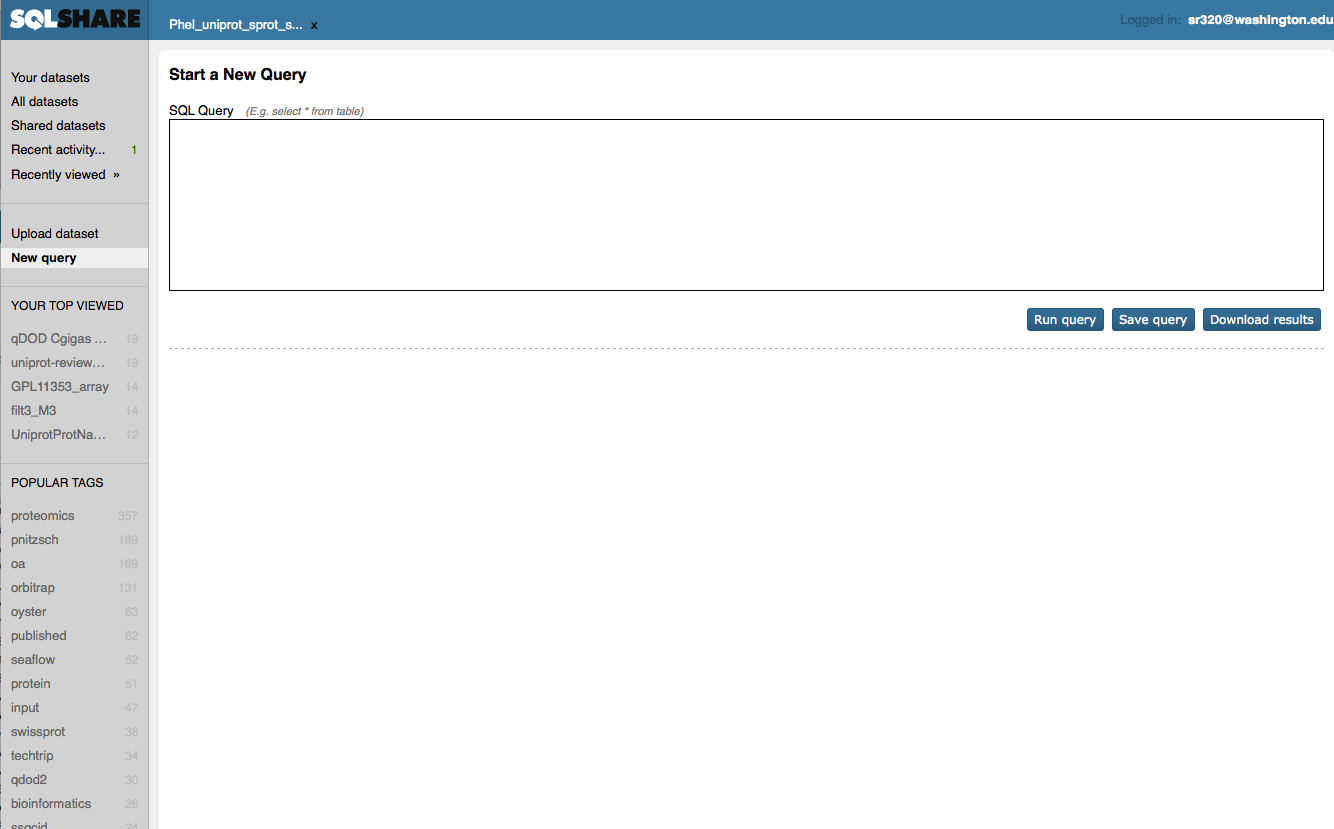 SQLSHARE
Phel_uniprot_sprot_s... x
Logged in: sr320@washington.edu
Your datasets
All datasets
Shared datasets
Recent activity... 1
Recently viewed »
Upload dataset
New query
YOUR TOP VIEWED
qDOD Cgigas ... 19
uniprot-review... 19
GPL11353_array 14
filt3_M3 14
UniprotProtNa... 12
POPULAR TAGS
proteomics 357
pnitzsch 189
oa 169
orbitrap 131
oyster 63
published 62
seaflow 52
protein 51
input 47
swissprot 38
techtrip 34
qdod2 30
bioinformatics 26
ssgcid 24
Start a New Query
SQL Query (E.g. select * from table)
Run query Save query Download results